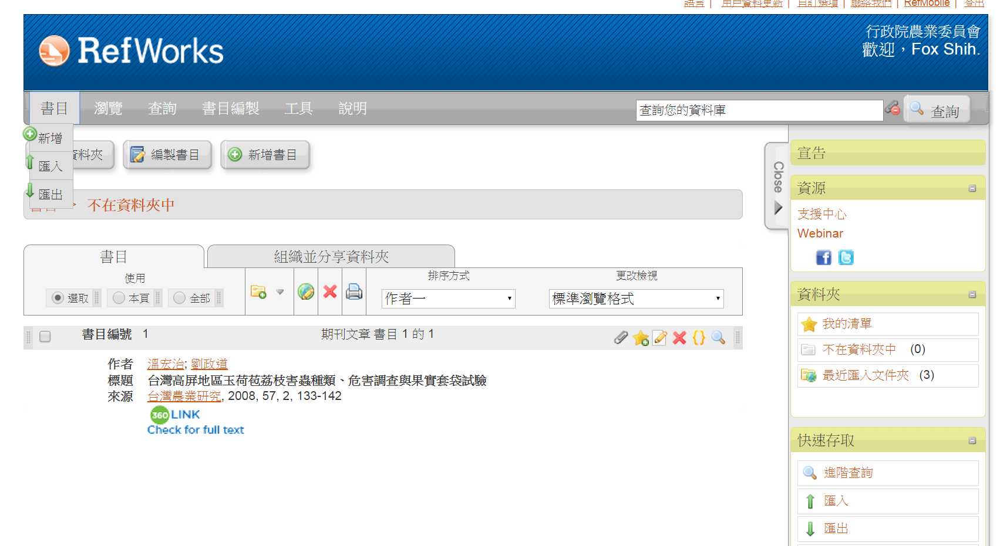 語言 | 用戶資料更新 | 自訂選項 | 聯絡我們 | RefMobile | 登出
RefWorks
行政院農業委員會
歡迎，Fox Shih.
書目 瀏覽 查詢 書目編製 工具 說明
查詢您的資料庫 查詢
新增
匯入
匯出
資料夾 編製書目 新增書目
書目 > 不在資料夾中
Close
書目 組織並分享資料夾
使用 排序方式 更改檢視
選取 本頁 全部 作者一 標準瀏覽格式
書目編號 1 期刊文章 書目 1 的 1
作者 溫宏治; 劉政道
標題 台灣高屏地區玉荷苞荔枝害蟲種類、危害調查與果實套袋試驗
來源 台灣農業研究, 2008, 57, 2, 133-142
360 LINK
Check for full text
宣告
資源
支援中心
Webinar
資料夾
我的清單
不在資料夾中 (0)
最近匯入文件夾 (3)
快速存取
進階查詢
匯入
匯出